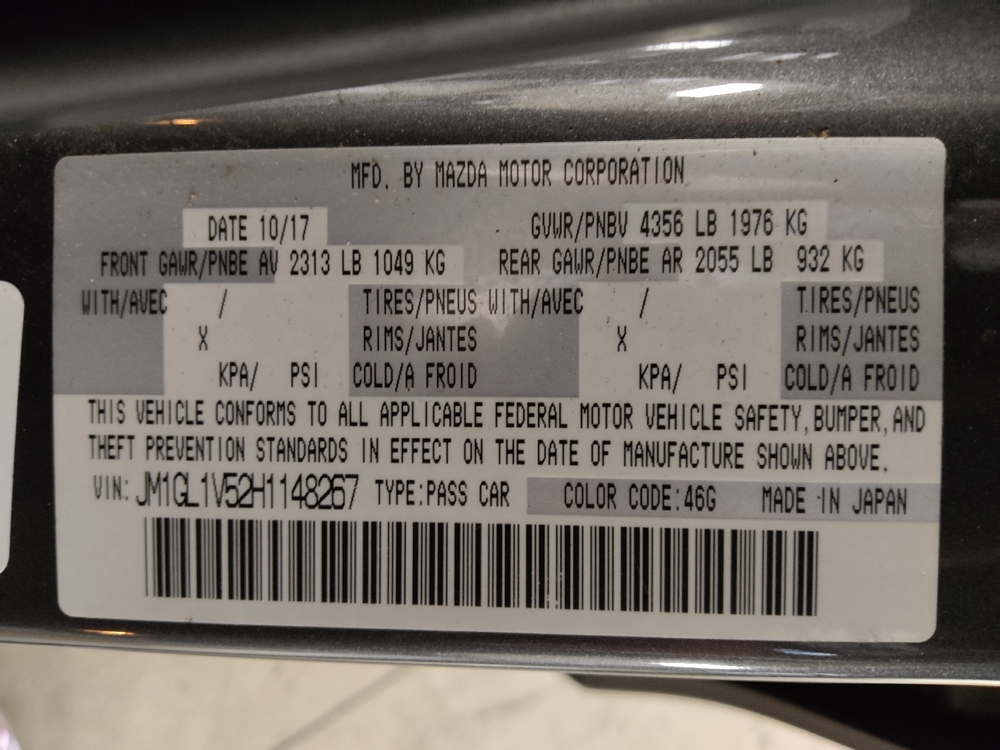 MFD. BY MAZDA MOTOR CORPORATION
DATE 10/17 GVWR/PNBV 4356 LB 1976 KG
FRONT GAWR/PNBE AV 2313 LB 1049 KG REAR GAWR/PNBE AR 2055 LB 932 KG
WITH/AVEC / TIRES/PNEUS WITH/AVEC / TIRES/PNEUS
X RIMS/JANTES X RIMS/JANTES
KPA/ PSI COLD/A FROID KPA/ PSI COLD/A FROID
THIS VEHICLE CONFORMS TO ALL APPLICABLE FEDERAL MOTOR VEHICLE SAFETY, BUMPER, AND
THEFT PREVENTION STANDARDS IN EFFECT ON THE DATE OF MANUFACTURE SHOWN ABOVE.
VIN: JM1GL1V52H1148267 TYPE:PASS CAR COLOR CODE:46G MADE IN JAPAN